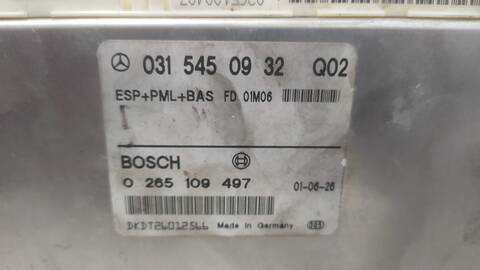 031 545 09 32 Q02
ESP+PML+BAS FD 01M06
BOSCH
0 265 109 497 01-06-26
DKDT26012566 Made in Germany